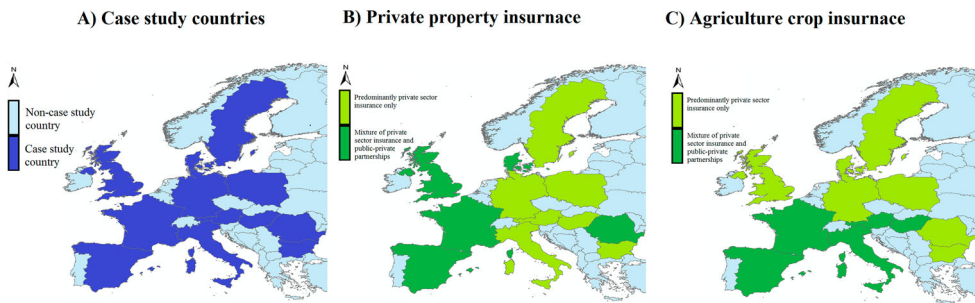 A) Case study countries
B) Private property insurnace
C) Agriculture crop insurnace
N
Non-case study
country
Case study
country
N
Predominantly private sector
insurance only
Mixture of private
sector insurance and
public-private
partnerships
N
Predominantly private sector
insurance only
Mixture of private
sector insurance and
public-private
partnerships